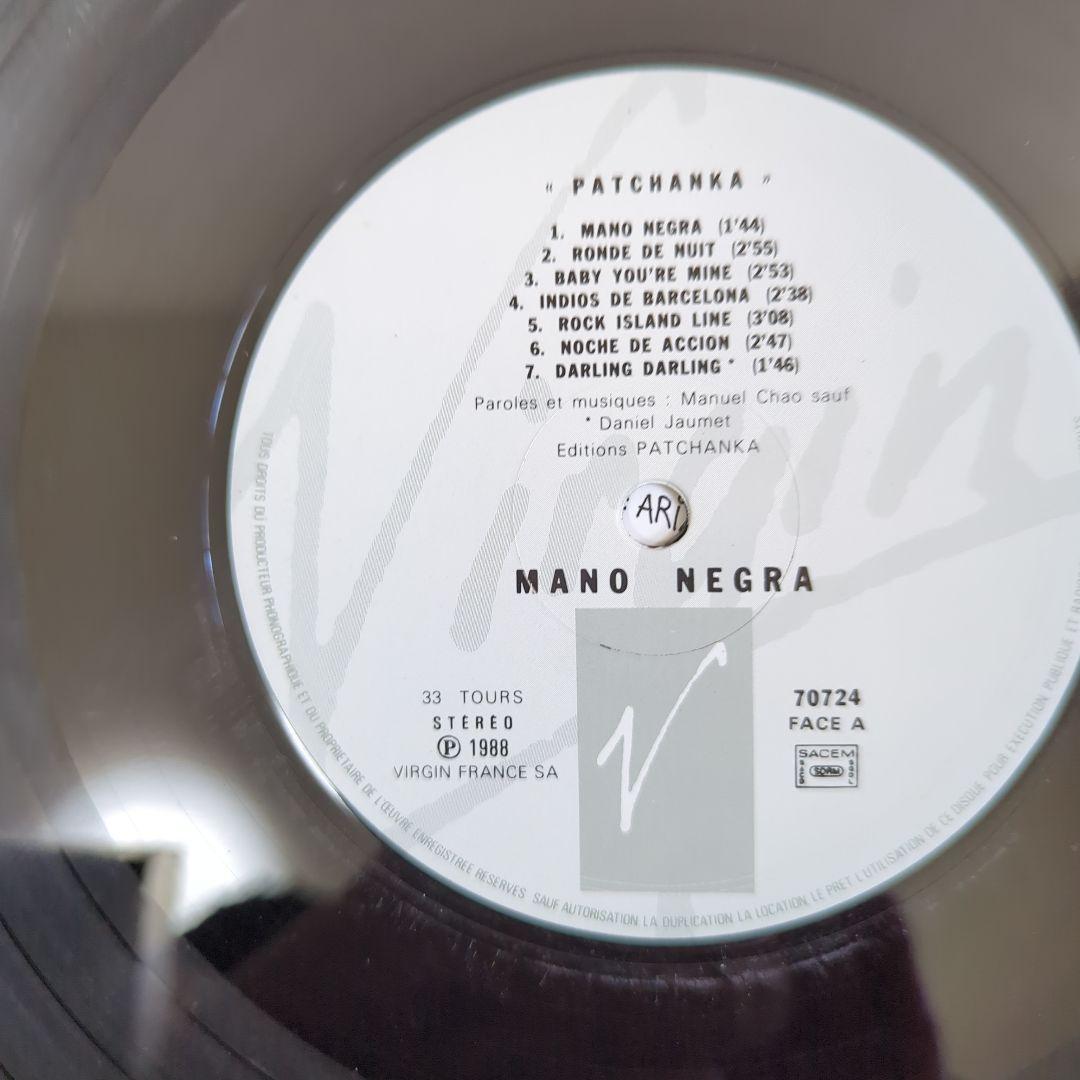 « PATCHANKA »
1. MANO NEGRA (1'44)
2. RONDE DE NUIT (2'55)
3. BABY YOU'RE MINE (2'53)
4. INDIOS DE BARCELONA (2'38)
5. ROCK ISLAND LINE (3'08)
6. NOCHE DE ACCION (2'47)
7. DARLING DARLING * (1'46)
Paroles et musiques : Manuel Chao sauf
* Daniel Jaumet
Editions PATCHANKA
ARI
MANO NEGRA
Virgin
33 TOURS
STÉRÉO
Ⓟ 1988
VIRGIN FRANCE SA
70724
FACE A
SACEM
SDRM
TOUS DROITS DU PRODUCTEUR PHONOGRAPHIQUE ET DU PROPRIETAIRE DE L'ŒUVRE ENREGISTREE RESERVES SAUF AUTORISATION LA DUPLICATION LA LOCATION LE PRET L'UTILISATION DE CE DISQUE POUR EXECUTION PUBLIQUE ET